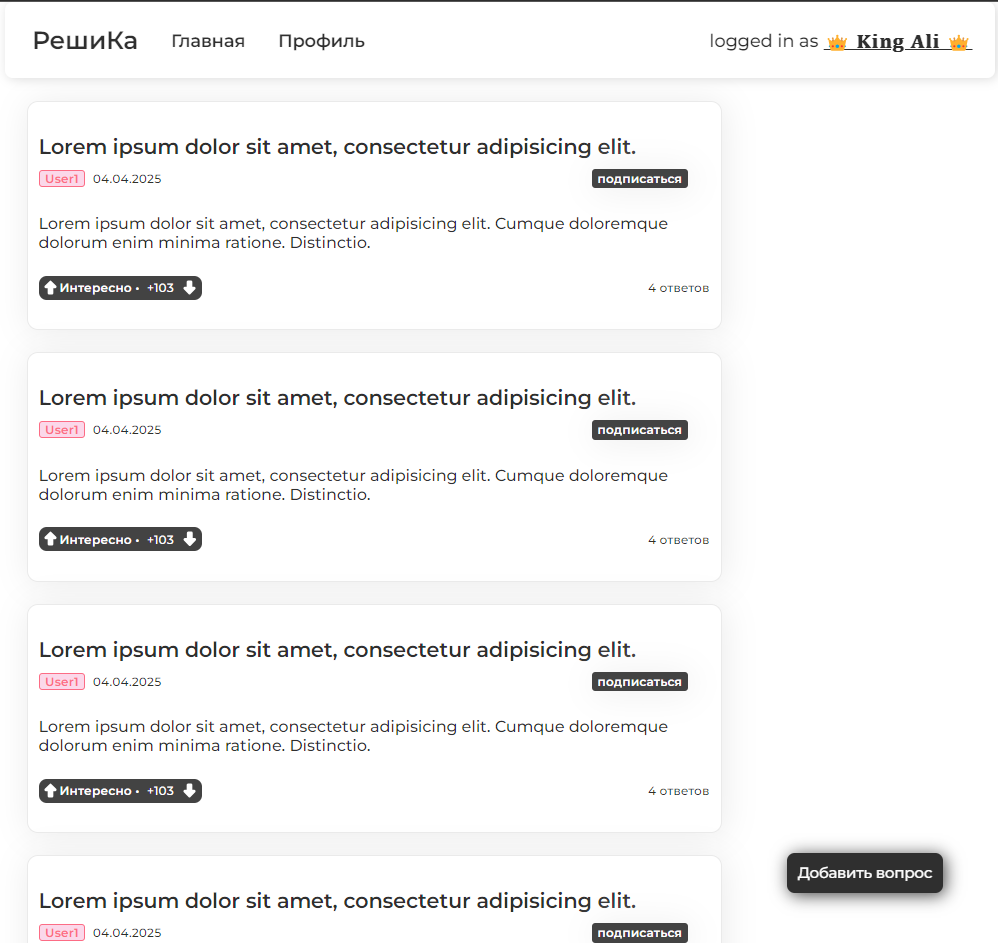 РешиКа Главная Профиль logged in as 👑 King Ali 👑
Lorem ipsum dolor sit amet, consectetur adipisicing elit.
User1 04.04.2025 подписаться
Lorem ipsum dolor sit amet, consectetur adipisicing elit. Cumque doloremque
dolorum enim minima ratione. Distinctio.
Интересно • +103 4 ответов
Lorem ipsum dolor sit amet, consectetur adipisicing elit.
User1 04.04.2025 подписаться
Lorem ipsum dolor sit amet, consectetur adipisicing elit. Cumque doloremque
dolorum enim minima ratione. Distinctio.
Интересно • +103 4 ответов
Lorem ipsum dolor sit amet, consectetur adipisicing elit.
User1 04.04.2025 подписаться
Lorem ipsum dolor sit amet, consectetur adipisicing elit. Cumque doloremque
dolorum enim minima ratione. Distinctio.
Интересно • +103 4 ответов
Добавить вопрос
Lorem ipsum dolor sit amet, consectetur adipisicing elit.
User1 04.04.2025 подписаться